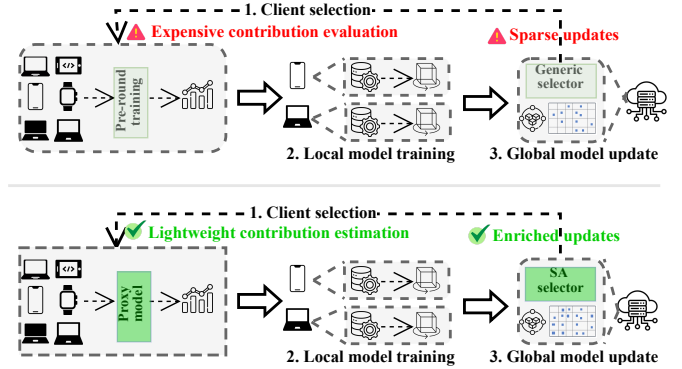 1. Client selection
Expensive contribution evaluation
Sparse updates
Pre-round
training
</>
Generic
selector
2. Local model training
3. Global model update
1. Client selection
Lightweight contribution estimation
Enriched updates
Proxy
model
</>
SA
selector
2. Local model training
3. Global model update